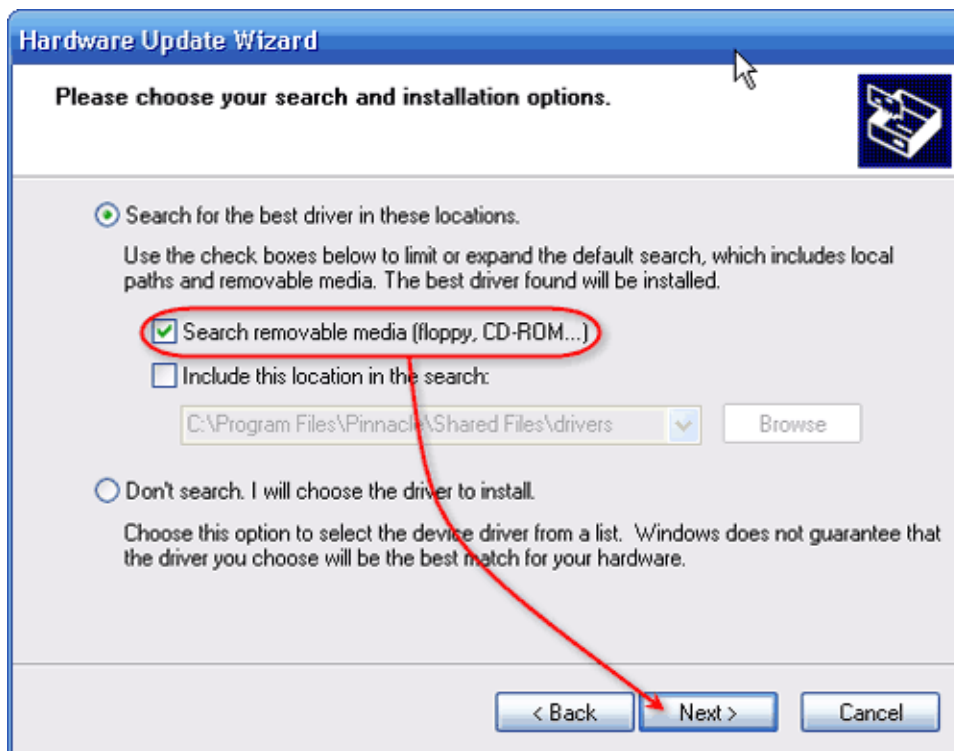 Hardware Update Wizard
Please choose your search and installation options.
Search for the best driver in these locations.
Use the check boxes below to limit or expand the default search, which includes local
paths and removable media. The best driver found will be installed.
Search removable media (floppy, CD-ROM...)
Include this location in the search:
C:\Program Files\Pinnacle\Shared Files\drivers
Browse
Don't search. I will choose the driver to install.
Choose this option to select the device driver from a list. Windows does not guarantee that
the driver you choose will be the best match for your hardware.
< Back
Next >
Cancel